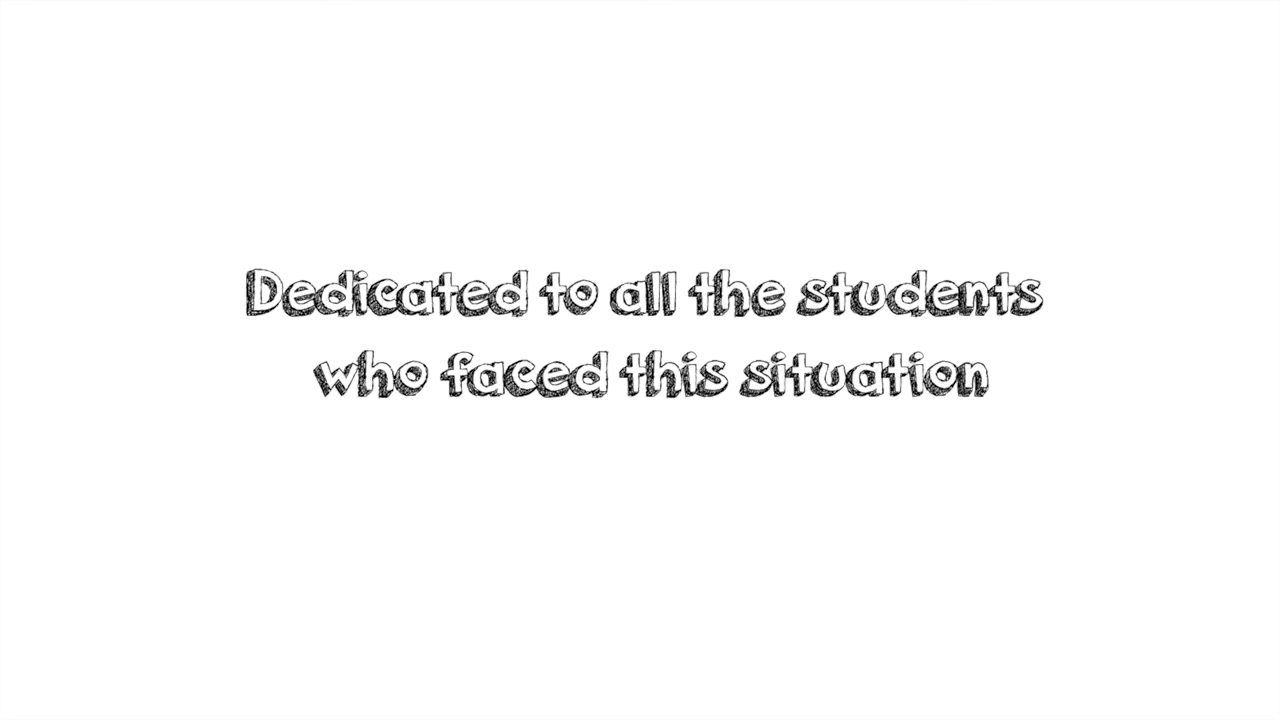 Dedicated to all the students
who faced this situation